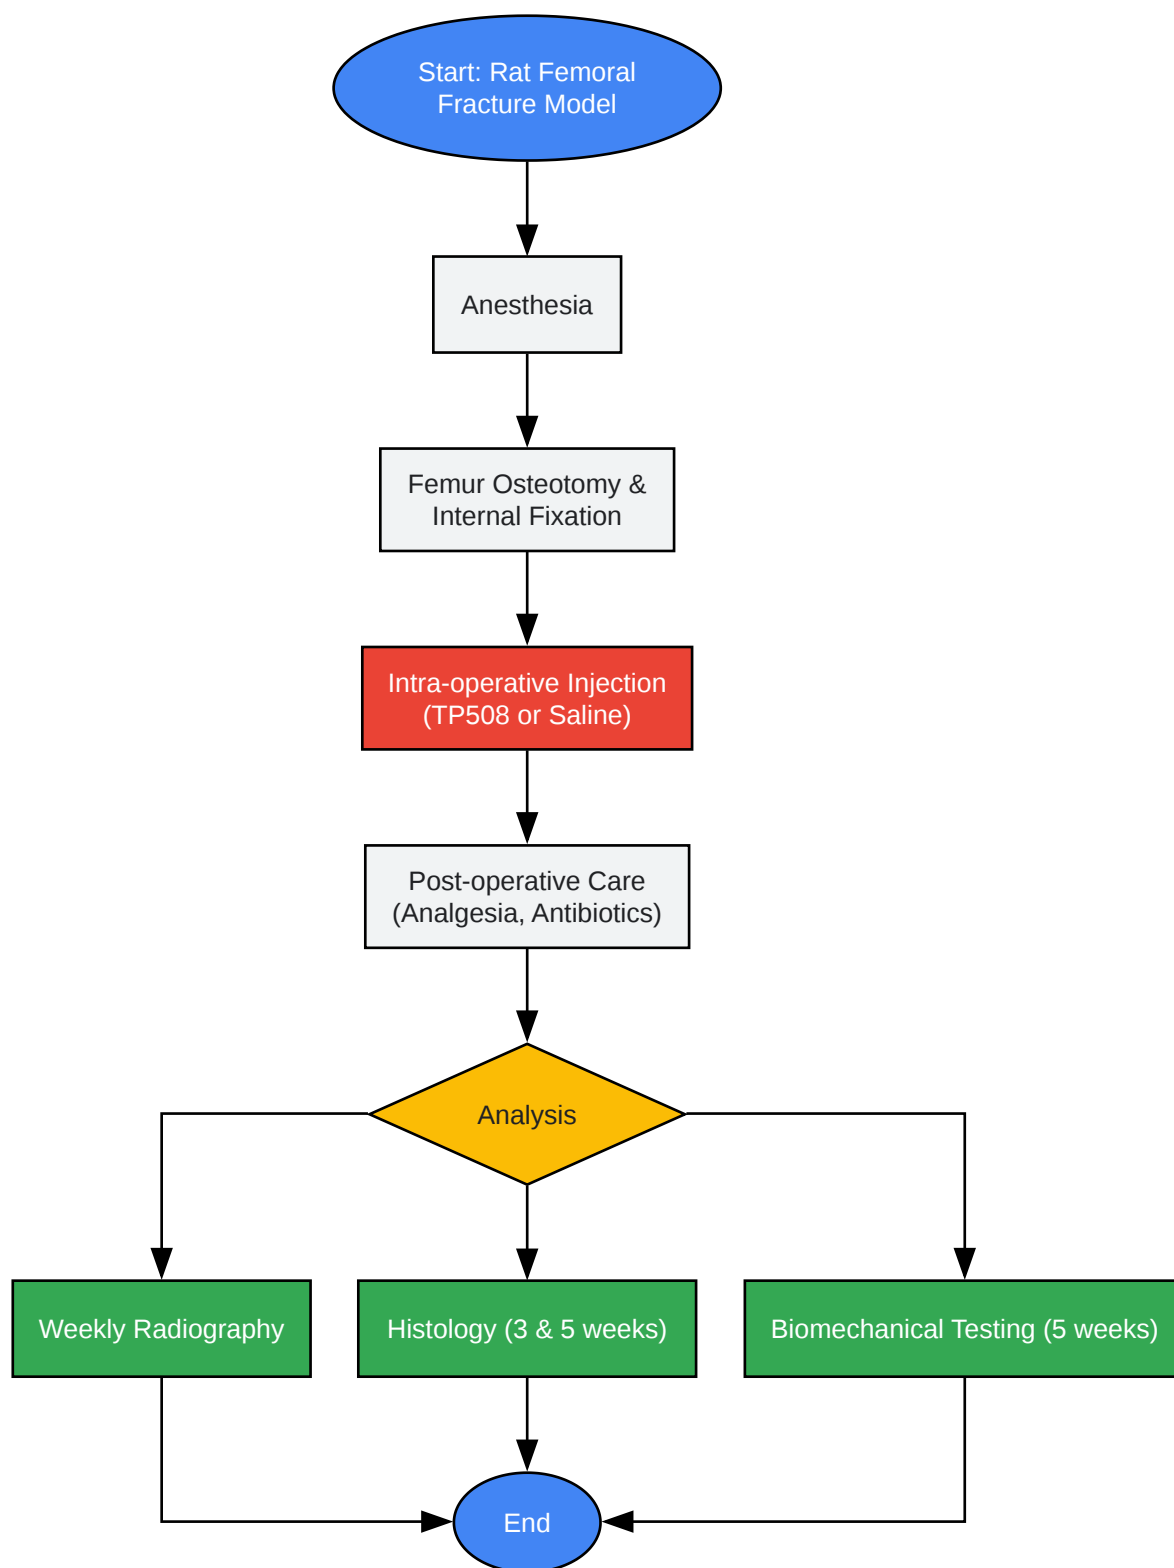 Start: Rat Femoral
Fracture Model
Anesthesia
Femur Osteotomy &
Internal Fixation
Intra-operative Injection
(TP508 or Saline)
Post-operative Care
(Analgesia, Antibiotics)
Analysis
Weekly Radiography
Histology (3 & 5 weeks)
Biomechanical Testing (5 weeks)
End